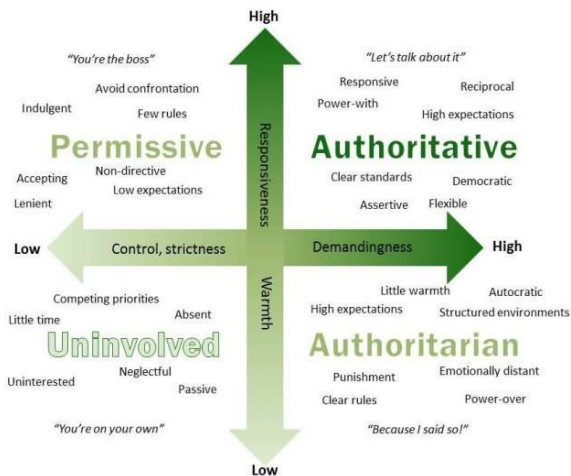 High
"You're the boss"
"Let's talk about it"
Avoid confrontation
Indulgent
Few rules
Responsive
Reciprocal
Power-with
High expectations
Permissive
Responsiveness
Authoritative
Non-directive
Accepting
Low expectations
Lenient
Clear standards
Democratic
Assertive
Flexible
Low
Control, strictness
Demandingness
High
Warmth
Competing priorities
Little time
Absent
Uninvolved
Neglectful
Uninterested
Passive
"You're on your own"
Little warmth
Autocratic
High expectations
Structured environments
Authoritarian
Punishment
Emotionally distant
Clear rules
Power-over
"Because I said so!"
Low